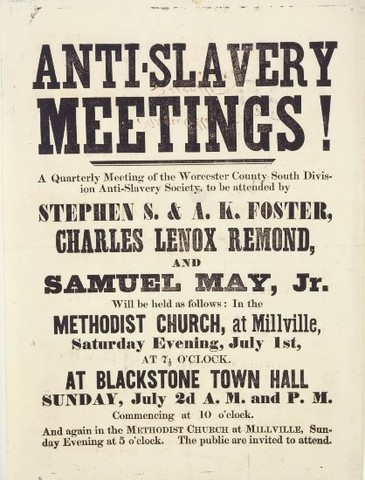 ANTI-SLAVERY
MEETINGS!
A Quarterly Meeting of the Worcester County South Divis-
ion Anti-Slavery Society, to be attended by
STEPHEN S. & A. K. FOSTER,
CHARLES LENOX REMOND,
AND
SAMUEL MAY, Jr.
Will be held as follows: In the
METHODIST CHURCH, at Millville,
Saturday Evening, July 1st,
AT 7½ O'CLOCK.
AT BLACKSTONE TOWN HALL
SUNDAY, July 2d A. M. and P. M.
Commencing at 10 o'clock.
And again in the METHODIST CHURCH at MILLVILLE, Sun-
day Evening at 5 o'clock. The public are invited to attend.